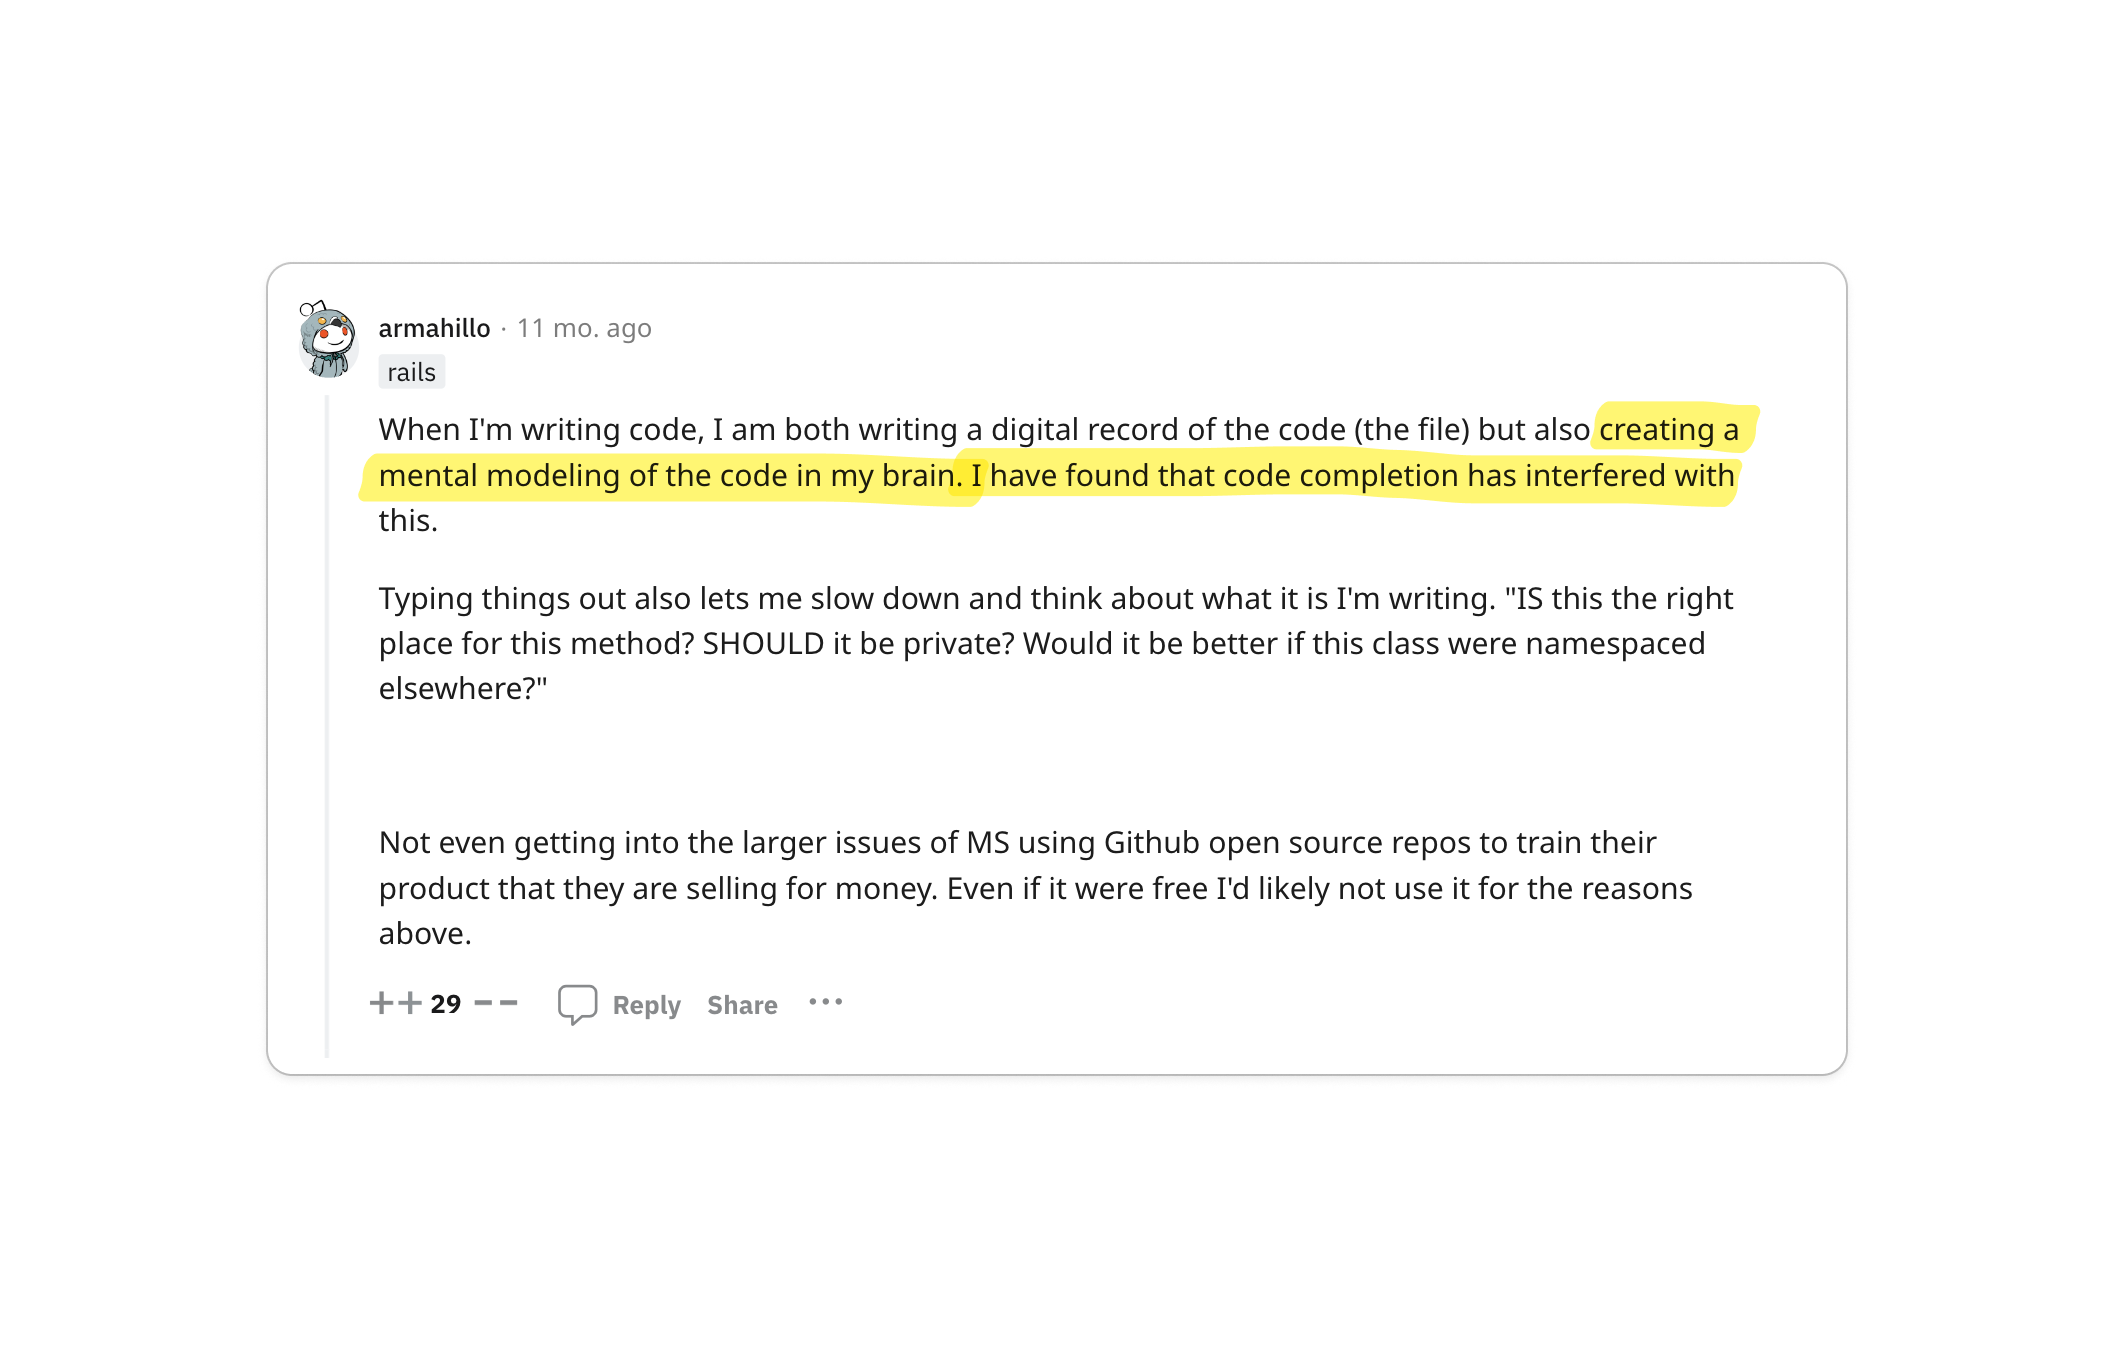 armahillo · 11 mo. ago
rails
When I'm writing code, I am both writing a digital record of the code (the file) but also creating a
mental modeling of the code in my brain. I have found that code completion has interfered with
this.
Typing things out also lets me slow down and think about what it is I'm writing. "IS this the right
place for this method? SHOULD it be private? Would it be better if this class were namespaced
elsewhere?"
Not even getting into the larger issues of MS using Github open source repos to train their
product that they are selling for money. Even if it were free I'd likely not use it for the reasons
above.
++ 29 -- Reply Share ···